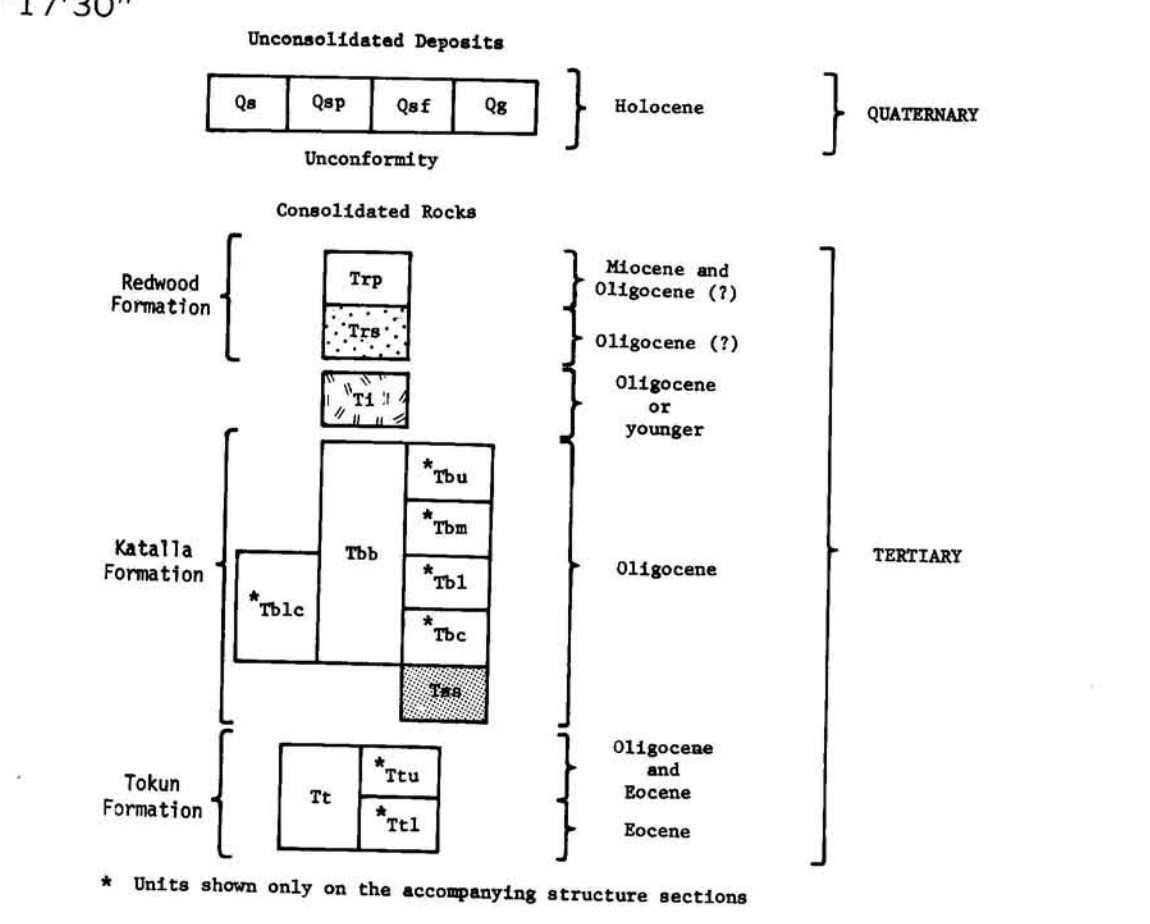 17'30"
Unconsolidated Deposits
Qs Qsp Qsf Qg
Holocene
QUATERNARY
Unconformity
Consolidated Rocks
Redwood
Formation
Trp
Trs
Miocene and
Oligocene (?)
Oligocene (?)
Ti
Oligocene
or
younger
Katalla
Formation
*Tblc
Tbb
*Tbu
*Tbm
*Tbl
*Tbc
Tss
Oligocene
TERTIARY
Tokun
Formation
Tt
*Ttu
*Ttl
Oligocene
and
Eocene
Eocene
* Units shown only on the accompanying structure sections